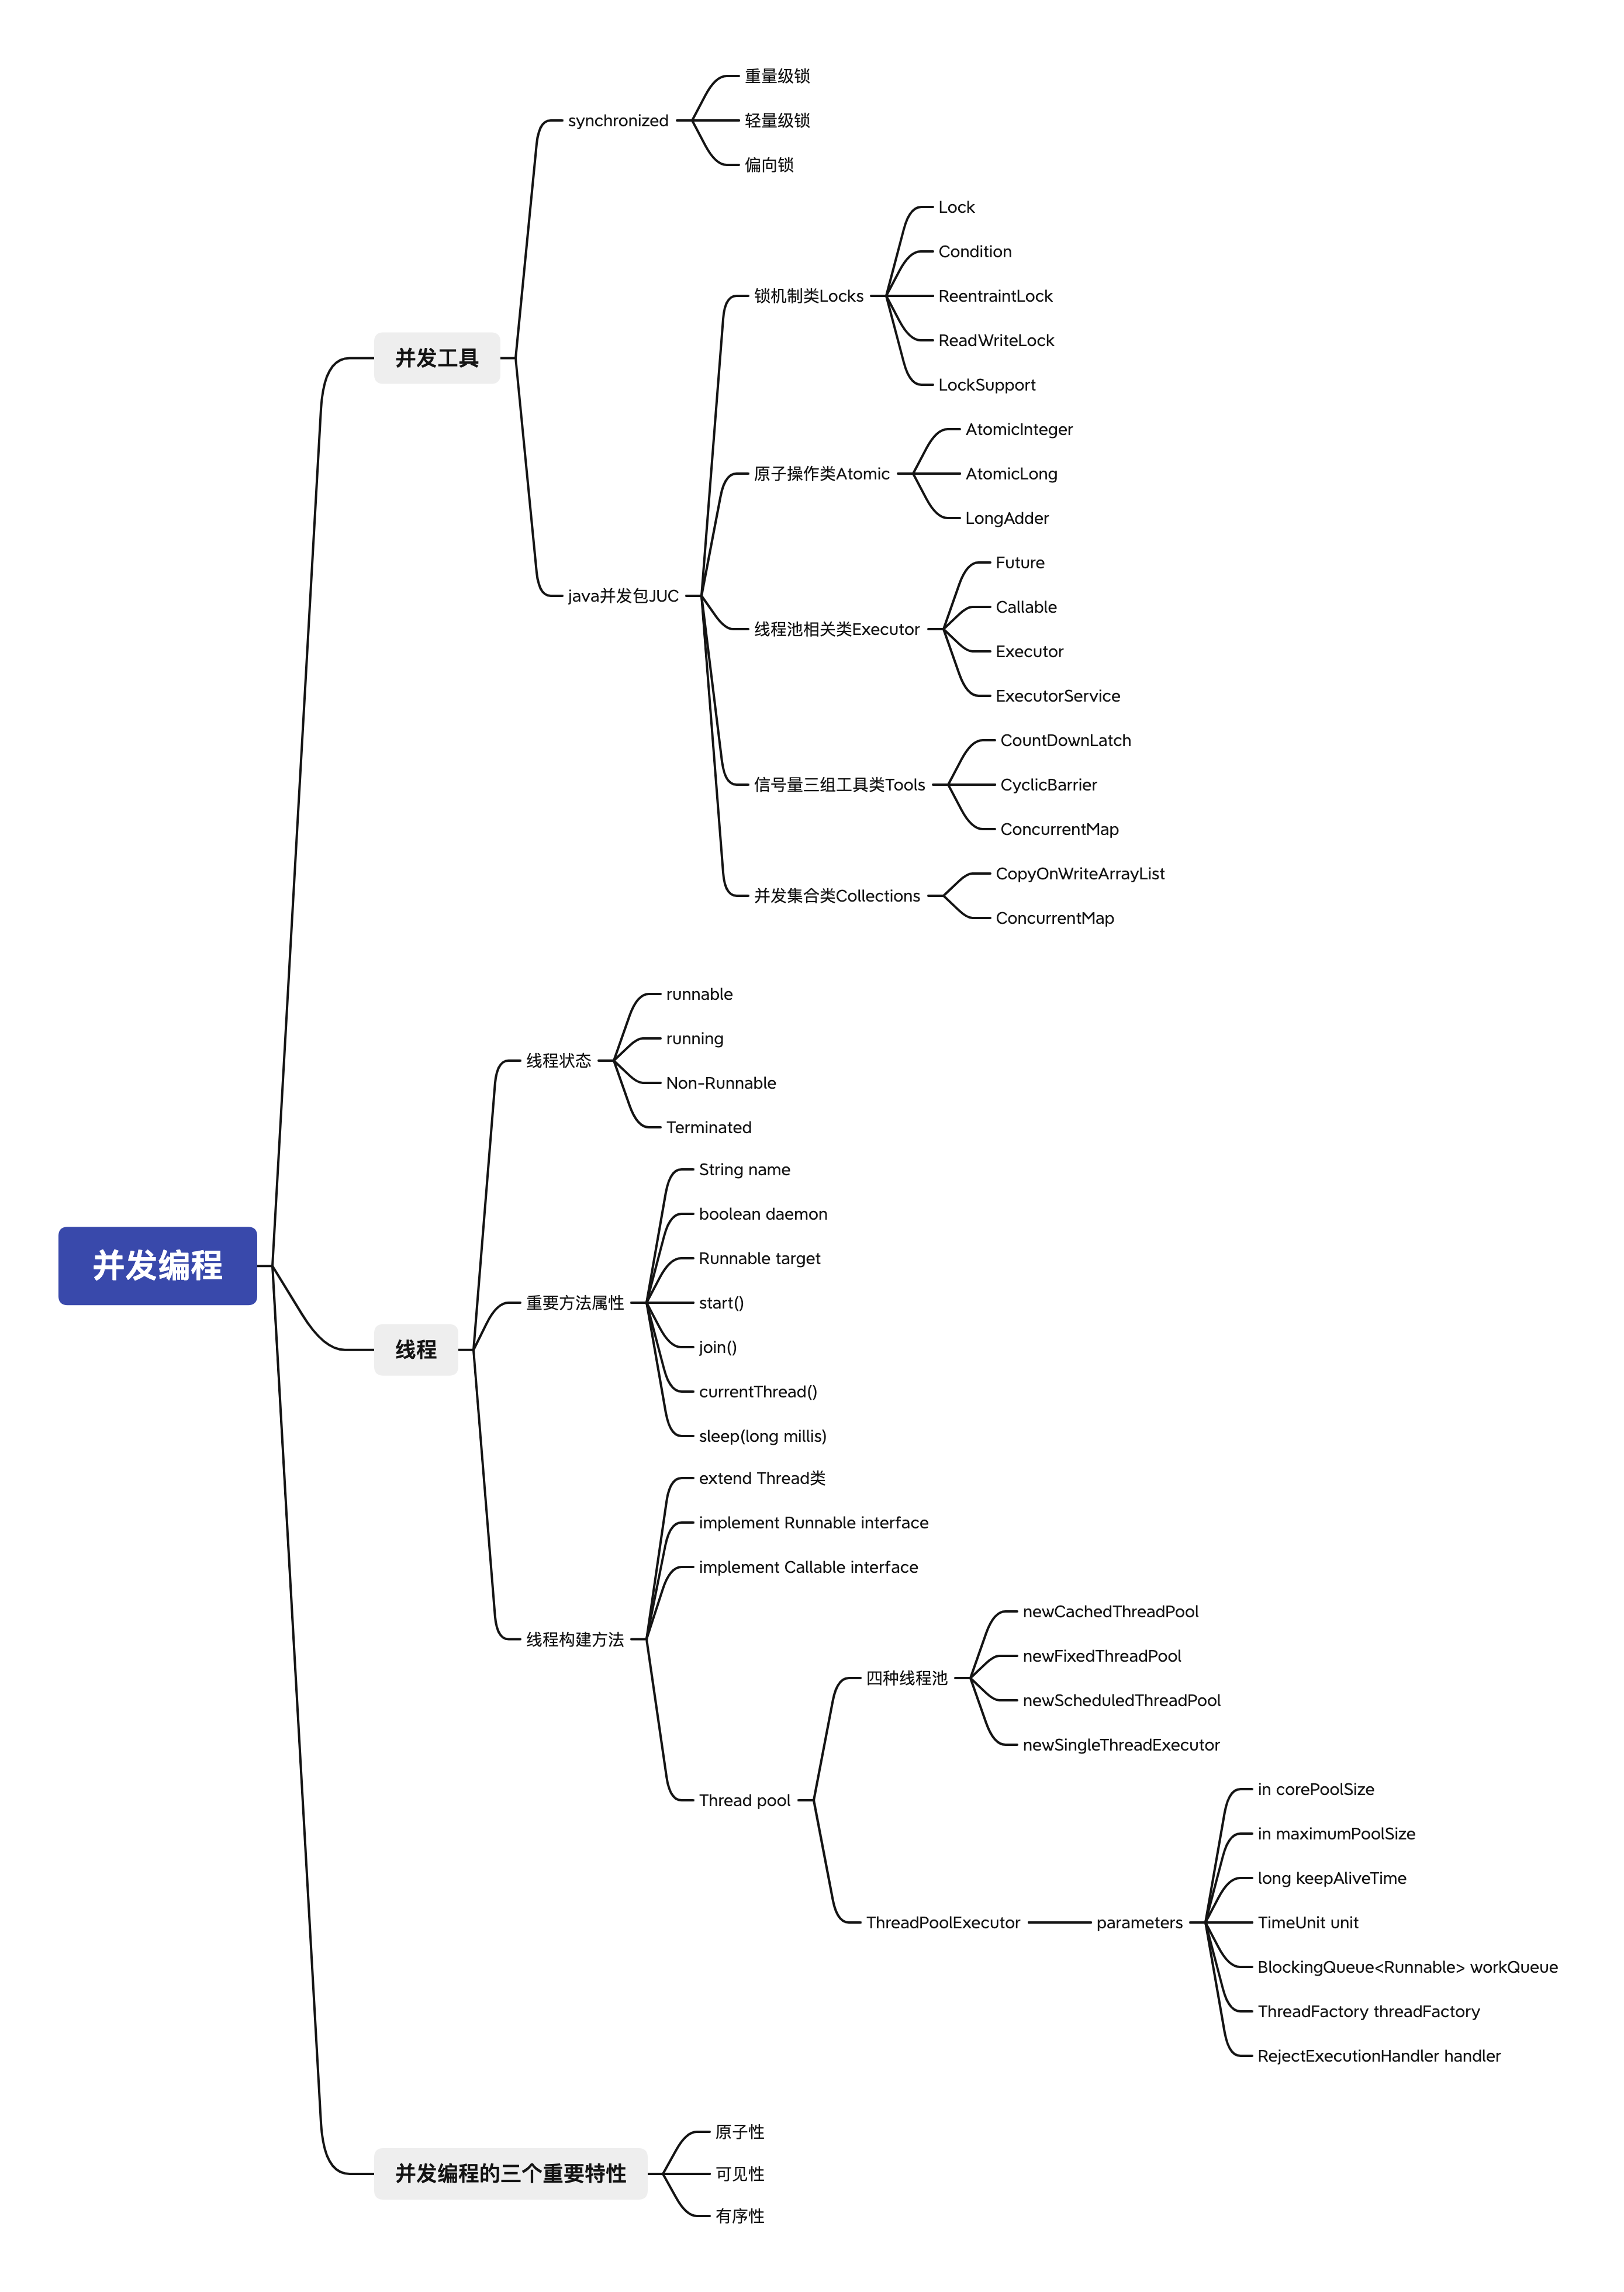 并发编程
并发工具
synchronized
重量级锁
轻量级锁
偏向锁
java并发包JUC
锁机制类Locks
Lock
Condition
ReentraintLock
ReadWriteLock
LockSupport
原子操作类Atomic
AtomicInteger
AtomicLong
LongAdder
线程池相关类Executor
Future
Callable
Executor
ExecutorService
信号量三组工具类Tools
CountDownLatch
CyclicBarrier
ConcurrentMap
并发集合类Collections
CopyOnWriteArrayList
ConcurrentMap
线程
线程状态
runnable
running
Non-Runnable
Terminated
重要方法属性
String name
boolean daemon
Runnable target
start()
join()
currentThread()
sleep(long millis)
线程构建方法
extend Thread类
implement Runnable interface
implement Callable interface
Thread pool
四种线程池
newCachedThreadPool
newFixedThreadPool
newScheduledThreadPool
newSingleThreadExecutor
ThreadPoolExecutor
parameters
in corePoolSize
in maximumPoolSize
long keepAliveTime
TimeUnit unit
BlockingQueue<Runnable> workQueue
ThreadFactory threadFactory
RejectExecutionHandler handler
并发编程的三个重要特性
原子性
可见性
有序性